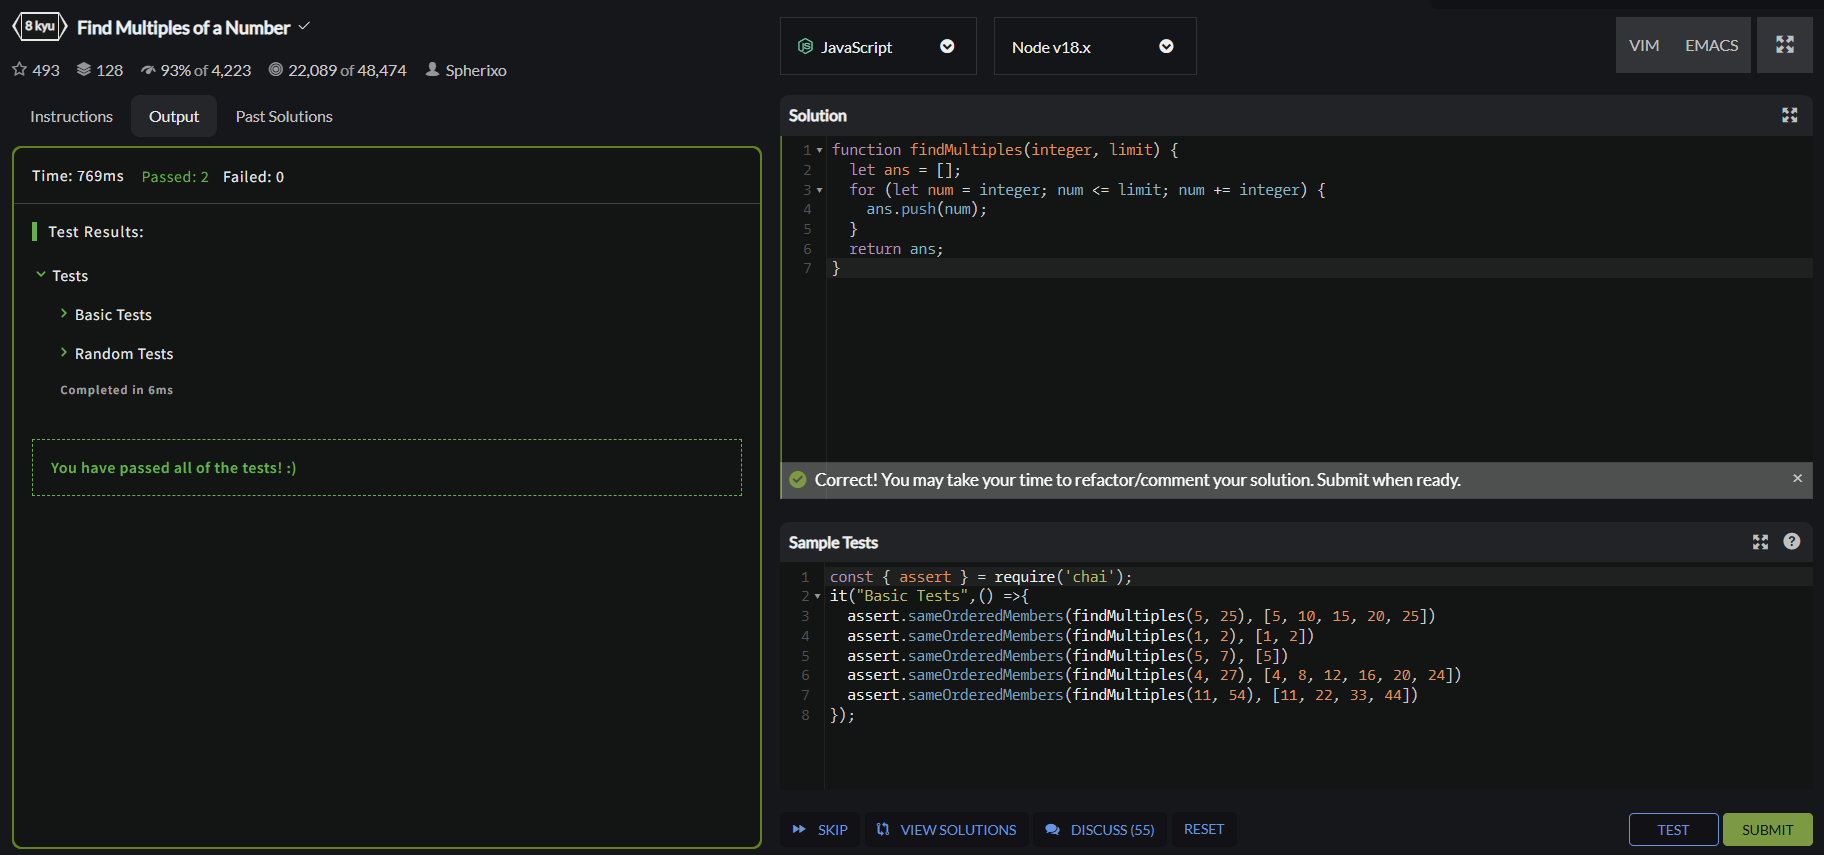 8 kyu Find Multiples of a Number
493 128 93% of 4,223 22,089 of 48,474 Spherixo
Instructions Output Past Solutions
Time: 769ms Passed: 2 Failed: 0
Test Results:
Tests
Basic Tests
Random Tests
Completed in 6ms
You have passed all of the tests! :)
JavaScript Node v18.x VIM EMACS
Solution
1 function findMultiples(integer, limit) {
2 let ans = [];
3 for (let num = integer; num <= limit; num += integer) {
4 ans.push(num);
5 }
6 return ans;
7 }
Correct! You may take your time to refactor/comment your solution. Submit when ready. ×
Sample Tests ?
1 const { assert } = require('chai');
2 it("Basic Tests",() =>{
3 assert.sameOrderedMembers(findMultiples(5, 25), [5, 10, 15, 20, 25])
4 assert.sameOrderedMembers(findMultiples(1, 2), [1, 2])
5 assert.sameOrderedMembers(findMultiples(5, 7), [5])
6 assert.sameOrderedMembers(findMultiples(4, 27), [4, 8, 12, 16, 20, 24])
7 assert.sameOrderedMembers(findMultiples(11, 54), [11, 22, 33, 44])
8 });
SKIP VIEW SOLUTIONS DISCUSS (55) RESET TEST SUBMIT